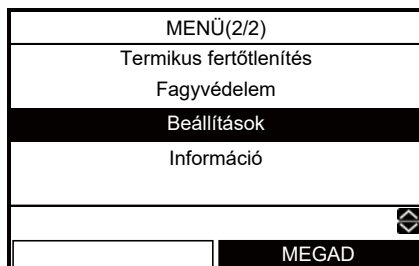 MENÜ(2/2)
Termikus fertőtlenítés
Fagyvédelem
Beállítások
Információ
MEGAD